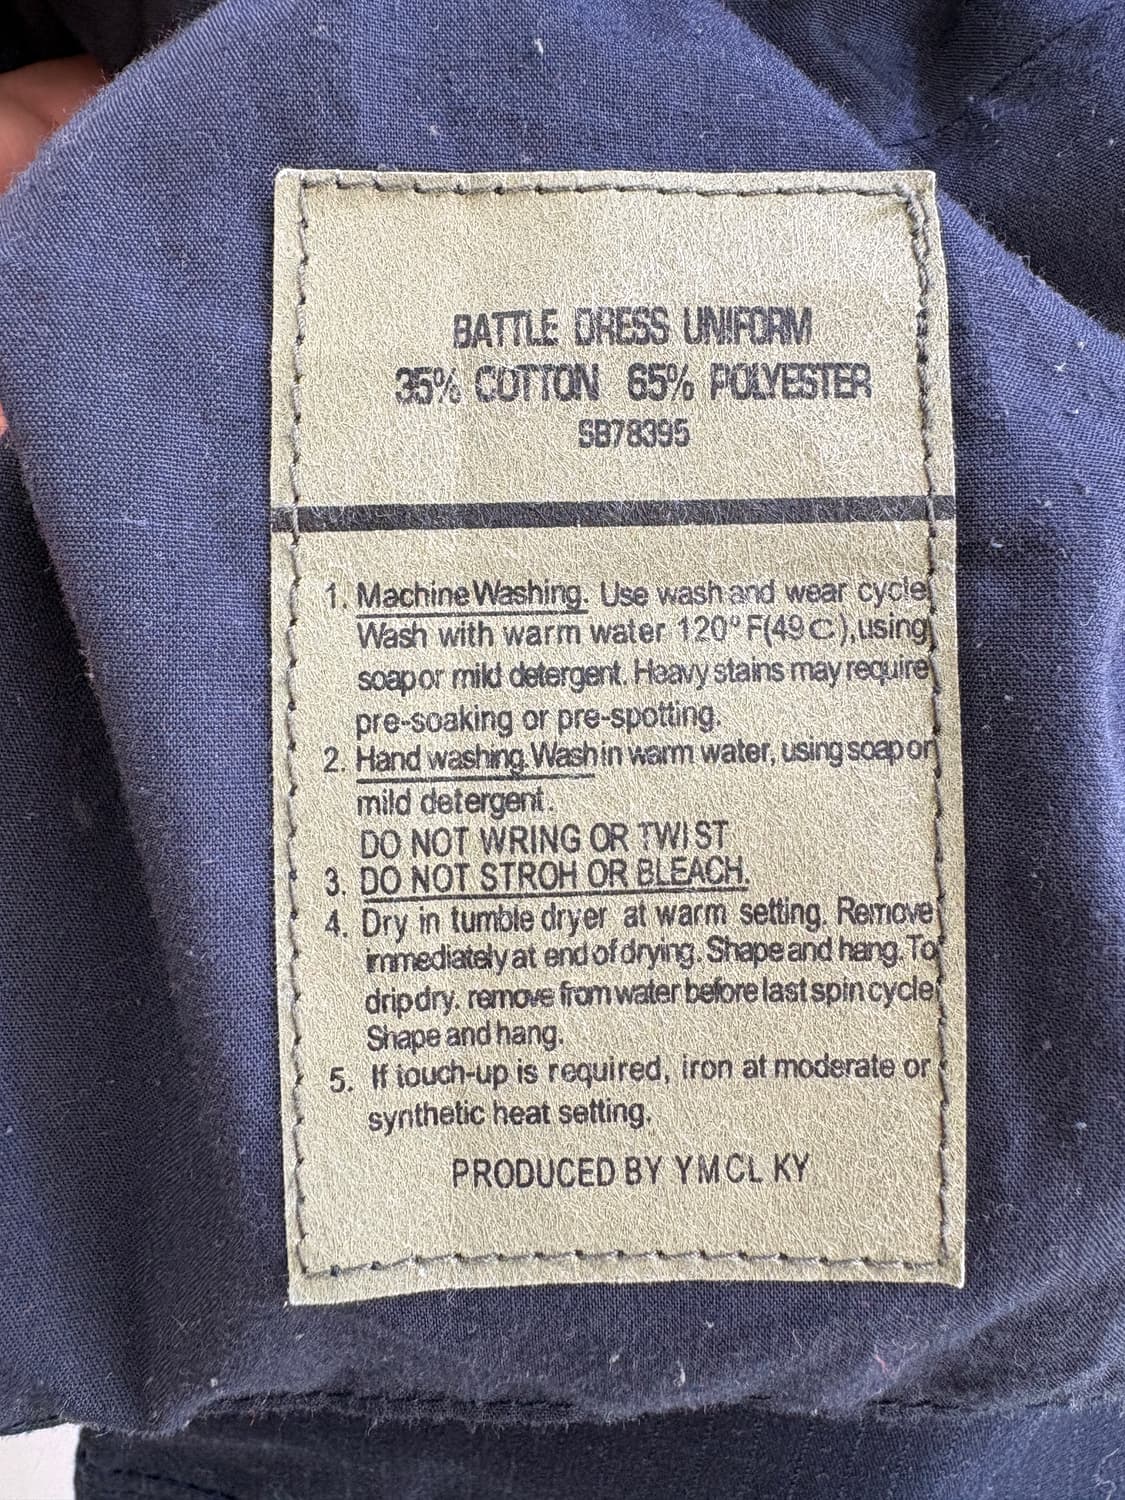 BATTLE DRESS UNIFORM
35% COTTON 65% POLYESTER
SB78395
1. Machine Washing. Use wash and wear cycle
Wash with warm water 120° F(49 C),using
soap or mild detergent. Heavy stains may require
pre-soaking or pre-spotting.
2. Hand washing.Wash in warm water, using soap or
mild detergent.
DO NOT WRING OR TWIST
3. DO NOT STROH OR BLEACH.
4. Dry in tumble dryer at warm setting. Remove
immediately at end of drying. Shape and hang. To
drip dry. remove from water before last spin cycle
Shape and hang.
5. If touch-up is required, iron at moderate or
synthetic heat setting.
PRODUCED BY YMCLKY